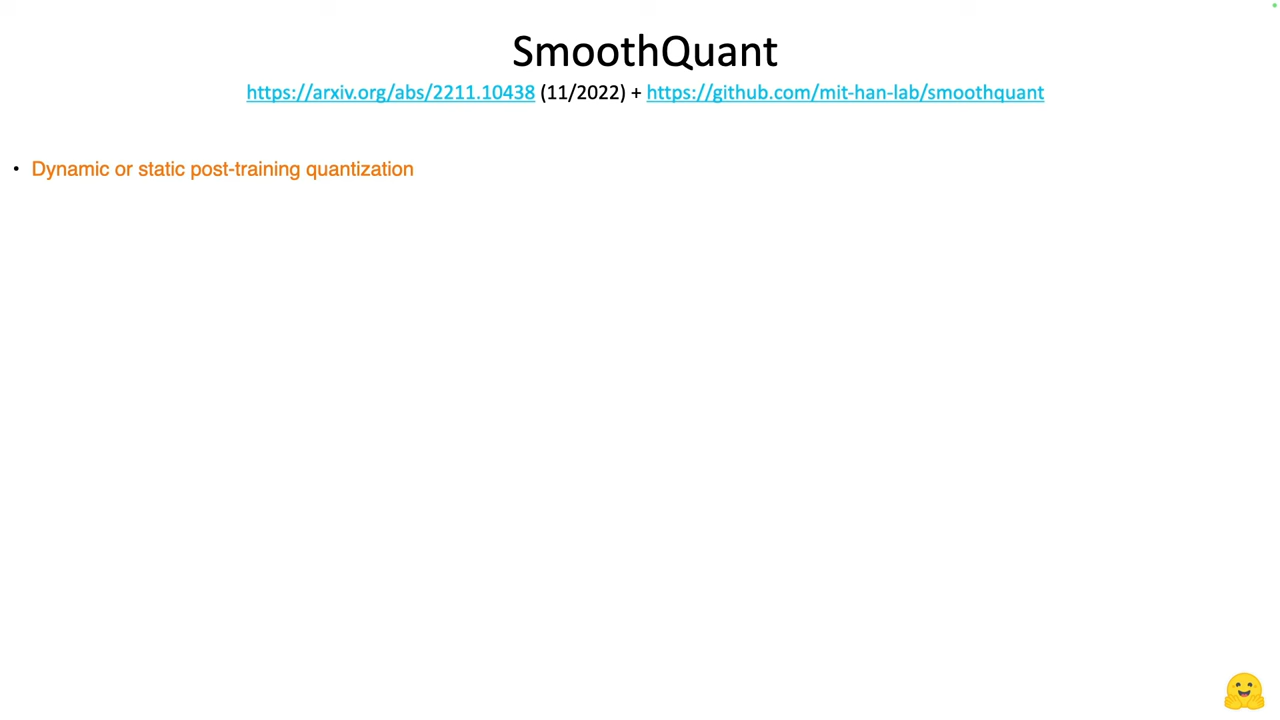 SmoothQuant
https://arxiv.org/abs/2211.10438 (11/2022) + https://github.com/mit-han-lab/smoothquant
• Dynamic or static post-training quantization